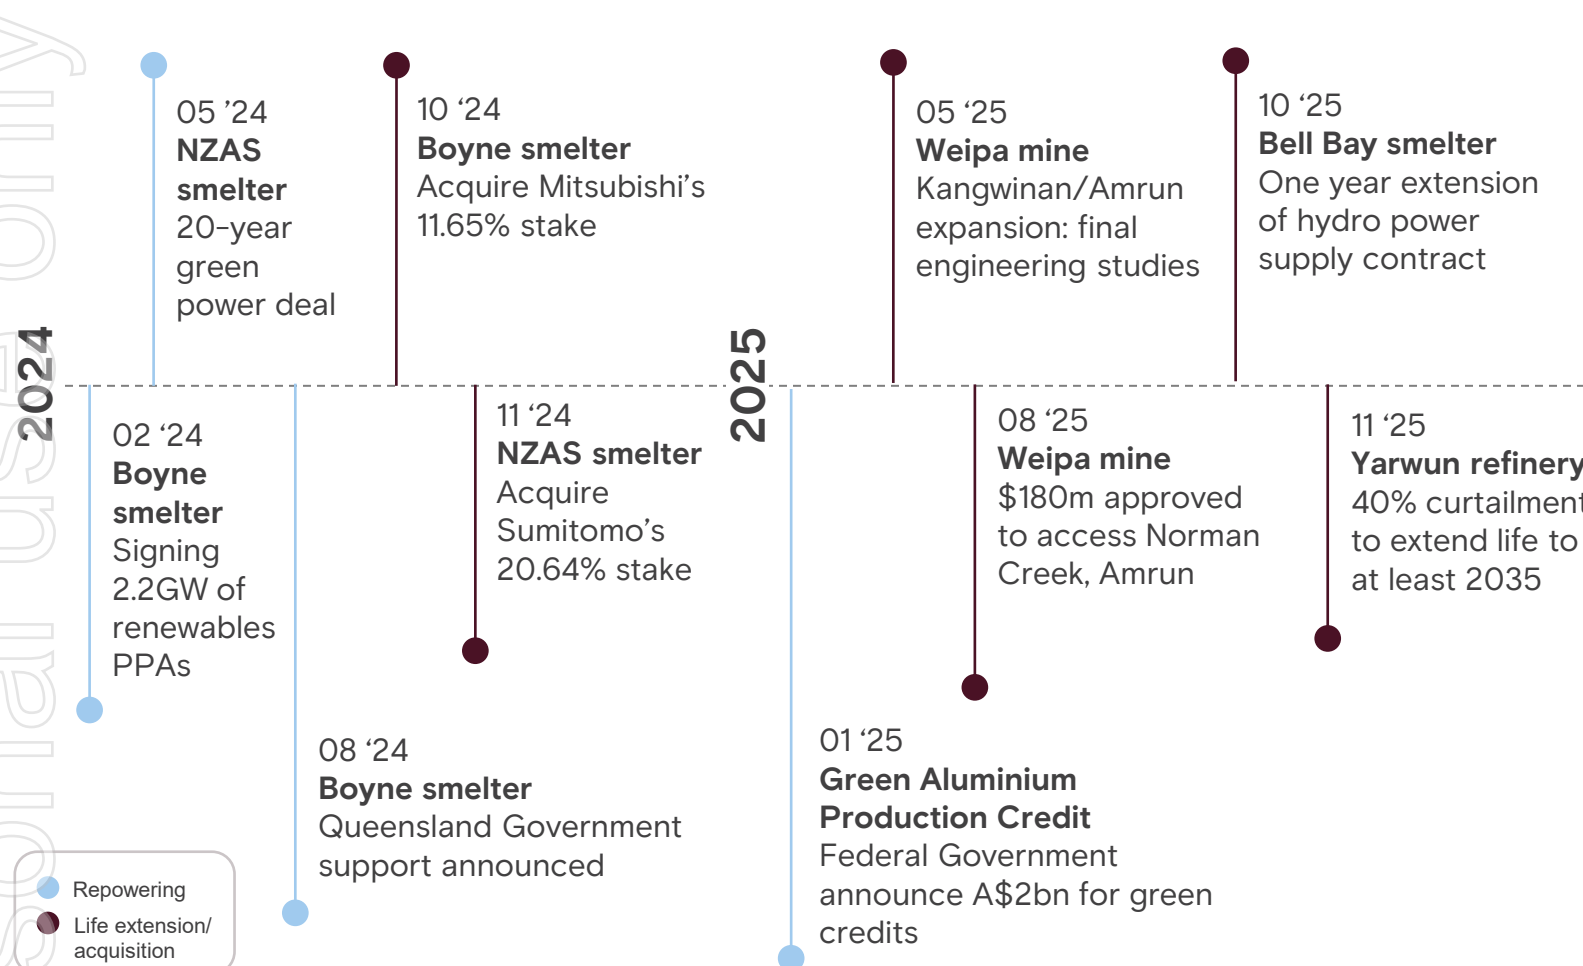 05 ’24
NZAS
smelter
20-year
green
power deal
10 ‘24
Boyne smelter
Acquire Mitsubishi’s
11.65% stake
05 ‘25
Weipa mine
Kangwinan/Amrun
expansion: final
engineering studies
10 ‘25
Bell Bay smelter
One year extension
of hydro power
supply contract
2024
02 ‘24
Boyne
smelter
Signing
2.2GW of
renewables
PPAs
08 ‘24
Boyne smelter
Queensland Government
support announced
11 ‘24
NZAS smelter
Acquire
Sumitomo’s
20.64% stake
2025
01 ‘25
Green Aluminium
Production Credit
Federal Government
announce A$2bn for green
credits
08 ‘25
Weipa mine
$180m approved
to access Norman
Creek, Amrun
11 ‘25
Yarwun refinery
40% curtailment
to extend life to
at least 2035
Repowering
Life extension/
acquisition
sonal use only